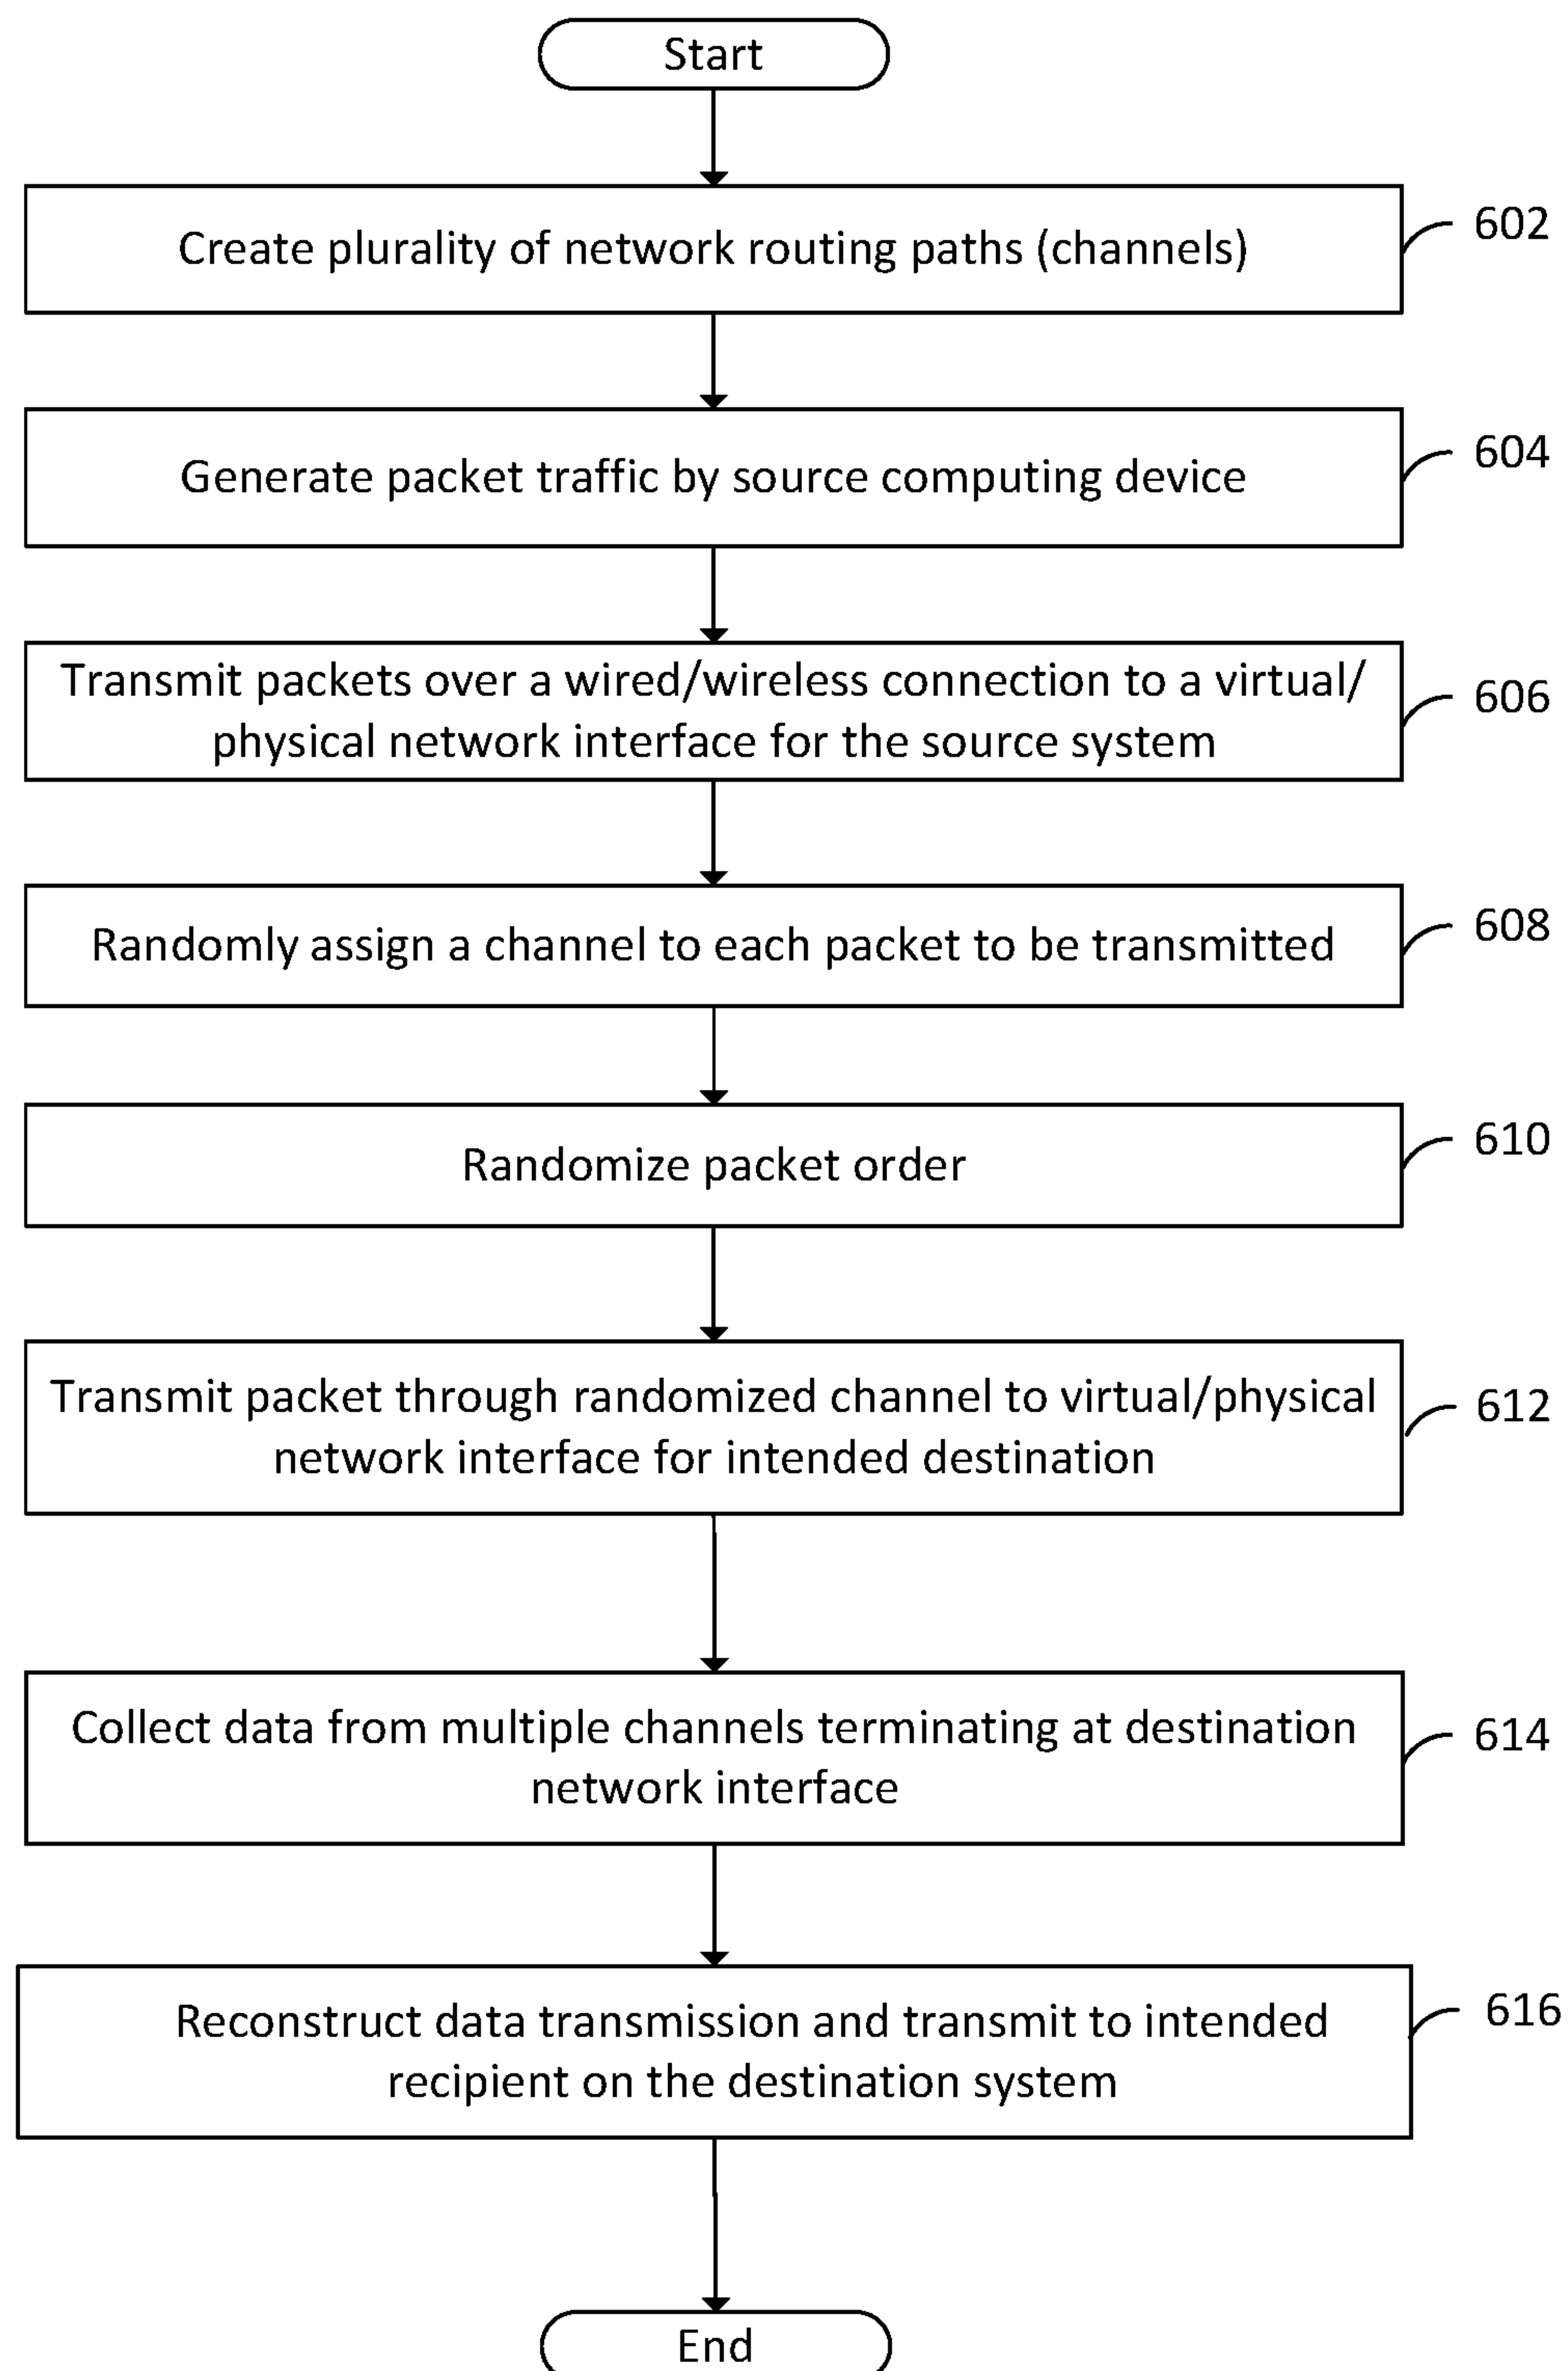 Start
Create plurality of network routing paths (channels)
602
Generate packet traffic by source computing device
604
Transmit packets over a wired/wireless connection to a virtual/
physical network interface for the source system
606
Randomly assign a channel to each packet to be transmitted
608
Randomize packet order
610
Transmit packet through randomized channel to virtual/physical
network interface for intended destination
612
Collect data from multiple channels terminating at destination
network interface
614
Reconstruct data transmission and transmit to intended
recipient on the destination system
616
End